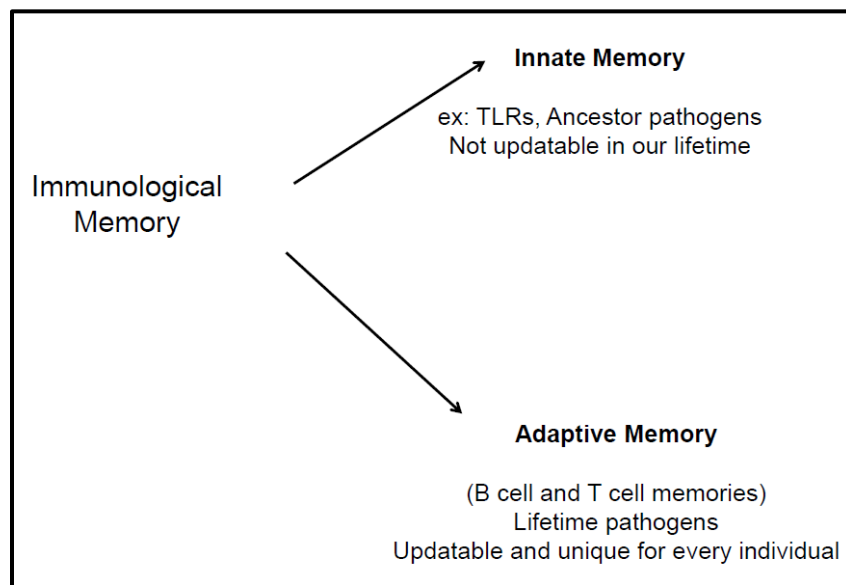 Immunological
Memory
Innate Memory
ex: TLRs, Ancestor pathogens
Not updatable in our lifetime
Adaptive Memory
(B cell and T cell memories)
Lifetime pathogens
Updatable and unique for every individual